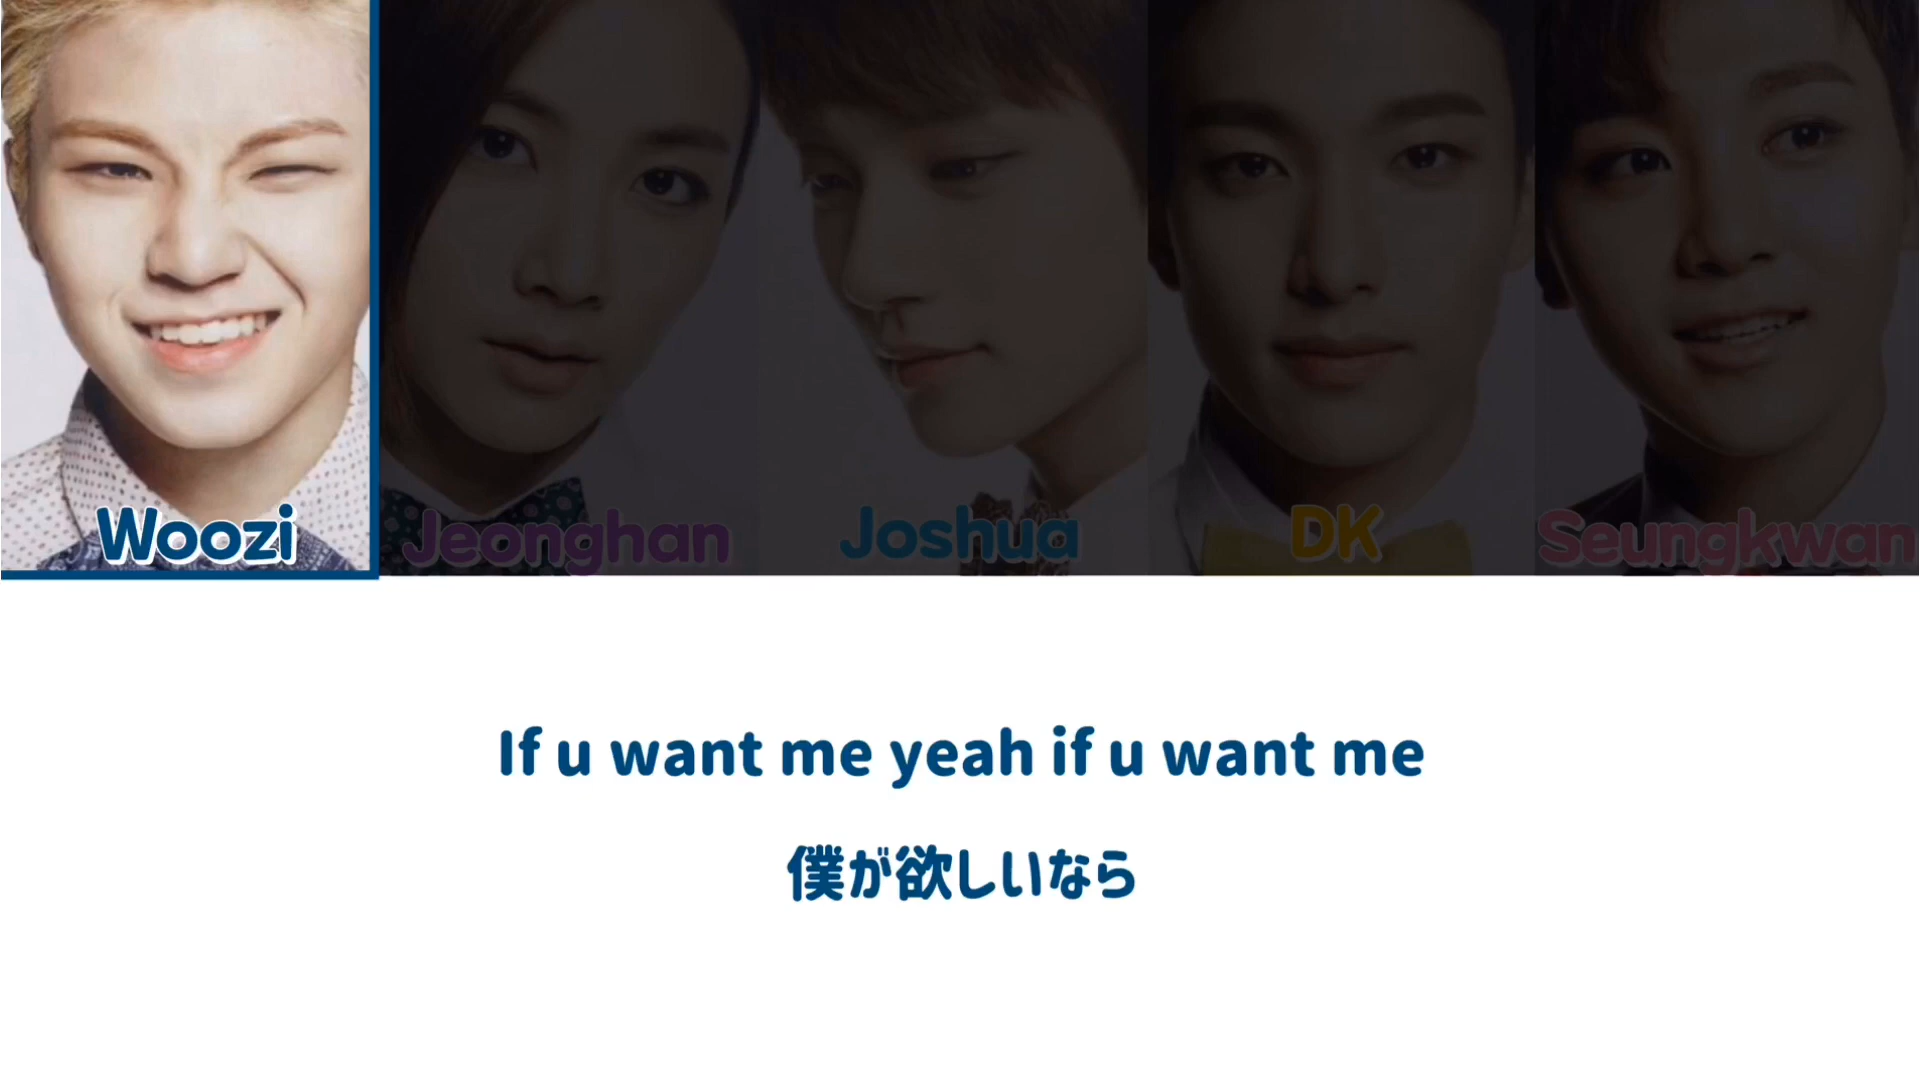 Woozi
Jeonghan
Joshua
DK
Seungkwan
If u want me yeah if u want me
僕が欲しいなら